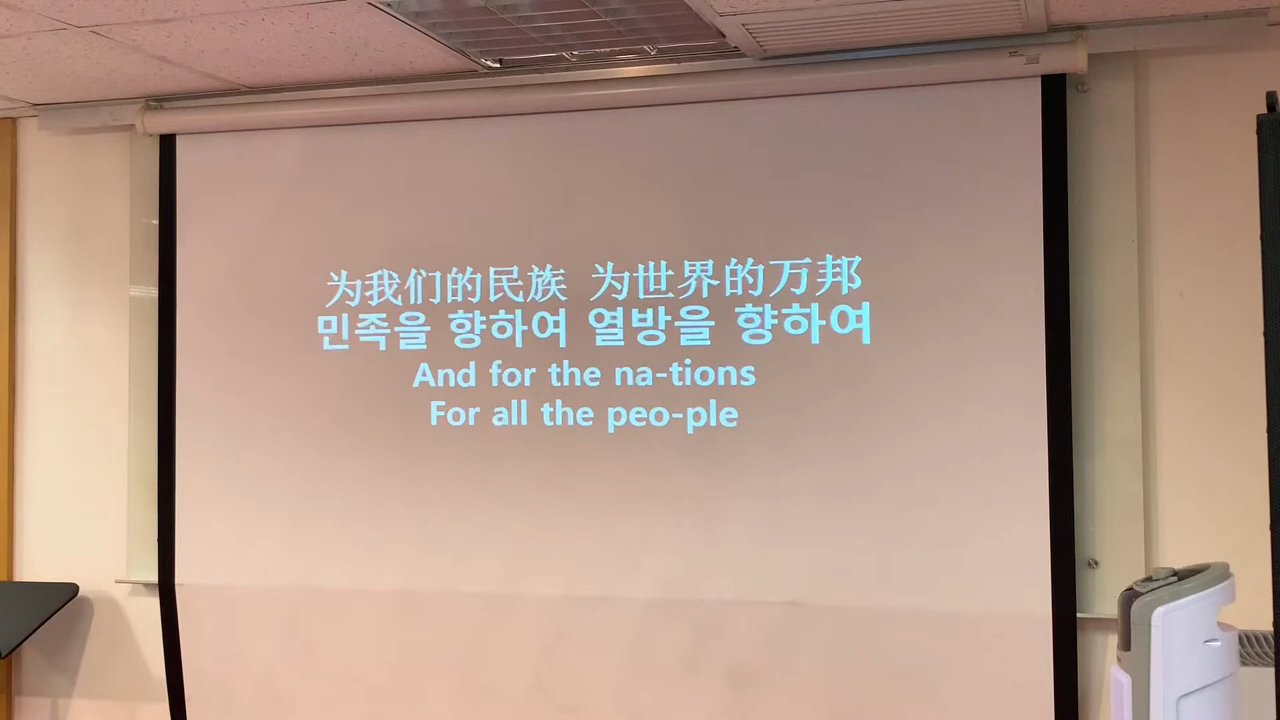 为我们的民族 为世界的万邦
민족을 향하여 열방을 향하여
And for the na-tions
For all the peo-ple